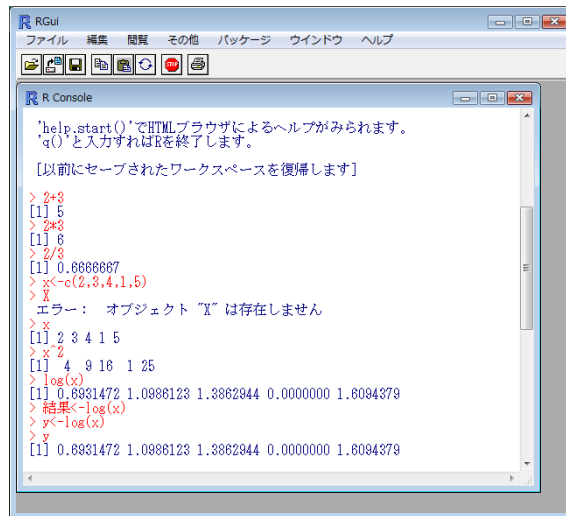 RGui
ファイル 編集 閲覧 その他 パッケージ ウインドウ ヘルプ
STOP
R Console
'help.start()'でHTMLブラウザによるヘルプがみられます。
'q()'と入力すればRを終了します。
[以前にセーブされたワークスペースを復帰します]
> 2+3
[1] 5
> 2*3
[1] 6
> 2/3
[1] 0.6666667
> x<-c(2,3,4,1,5)
> X
エラー： オブジェクト "X" は存在しません
> x
[1] 2 3 4 1 5
> x^2
[1]  4  9 16  1 25
> log(x)
[1] 0.6931472 1.0986123 1.3862944 0.0000000 1.6094379
> 結果<-log(x)
> y<-log(x)
> y
[1] 0.6931472 1.0986123 1.3862944 0.0000000 1.6094379